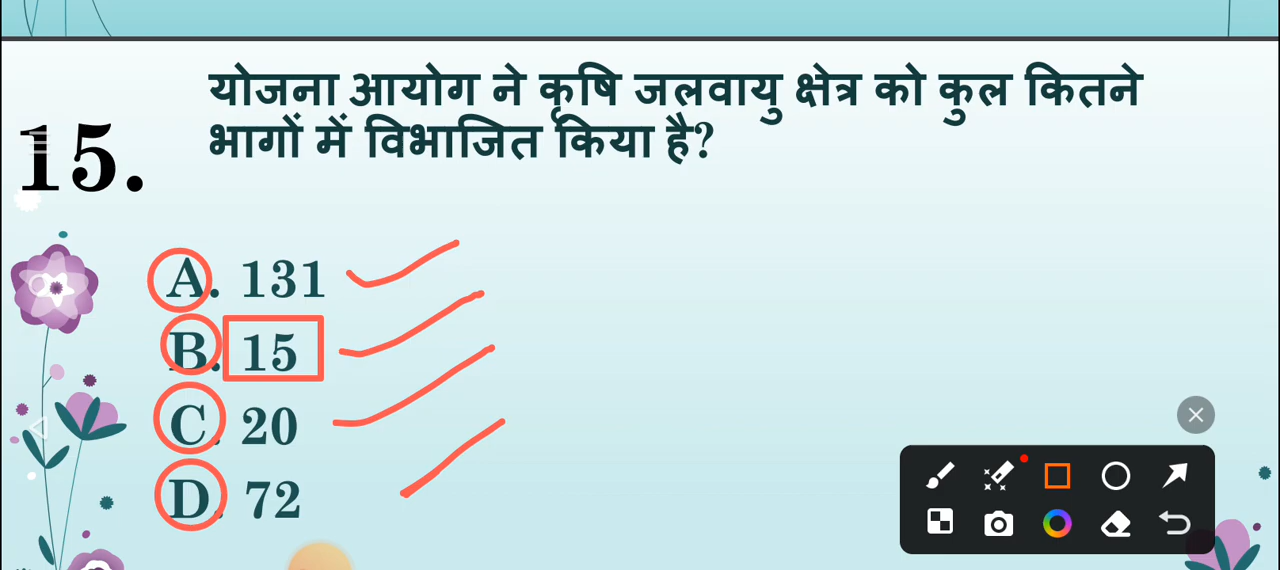 योजना आयोग ने कृषि जलवायु क्षेत्र को कुल कितने
15.
भागों में विभाजित किया है?
A. 131
B. 15
C. 20
D. 72